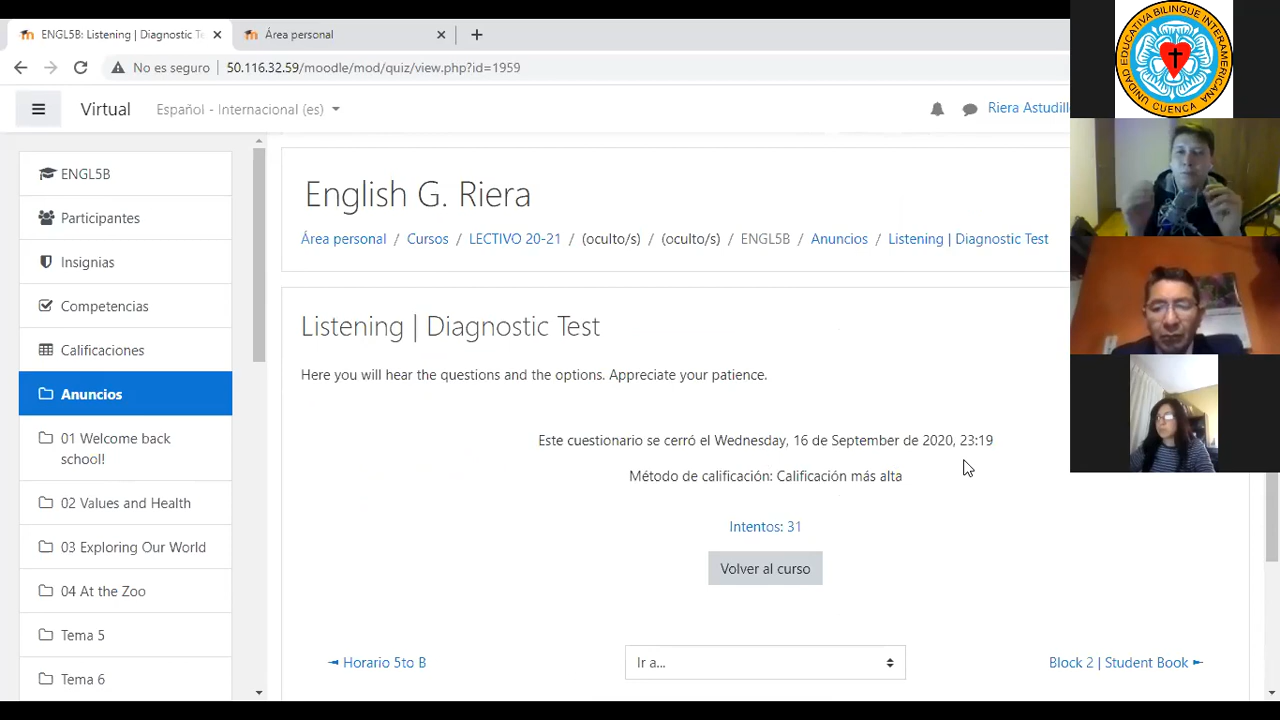 ENGL5B: Listening | Diagnostic Te
Área personal
No es seguro
50.116.32.59/moodle/mod/quiz/view.php?id=1959
Virtual
Español - Internacional (es)
Riera Astudill
UNIDAD EDUCATIVA BILINGUE INTERAMERICANA
CUENCA
ENGL5B
Participantes
Insignias
Competencias
Calificaciones
Anuncios
01 Welcome back
school!
02 Values and Health
03 Exploring Our World
04 At the Zoo
Tema 5
Tema 6
English G. Riera
Área personal / Cursos / LECTIVO 20-21 / (oculto/s) / (oculto/s) / ENGL5B / Anuncios / Listening | Diagnostic Test
Listening | Diagnostic Test
Here you will hear the questions and the options. Appreciate your patience.
Este cuestionario se cerró el Wednesday, 16 de September de 2020, 23:19
Método de calificación: Calificación más alta
Intentos: 31
Volver al curso
◄ Horario 5to B
Ir a...
Block 2 | Student Book ►